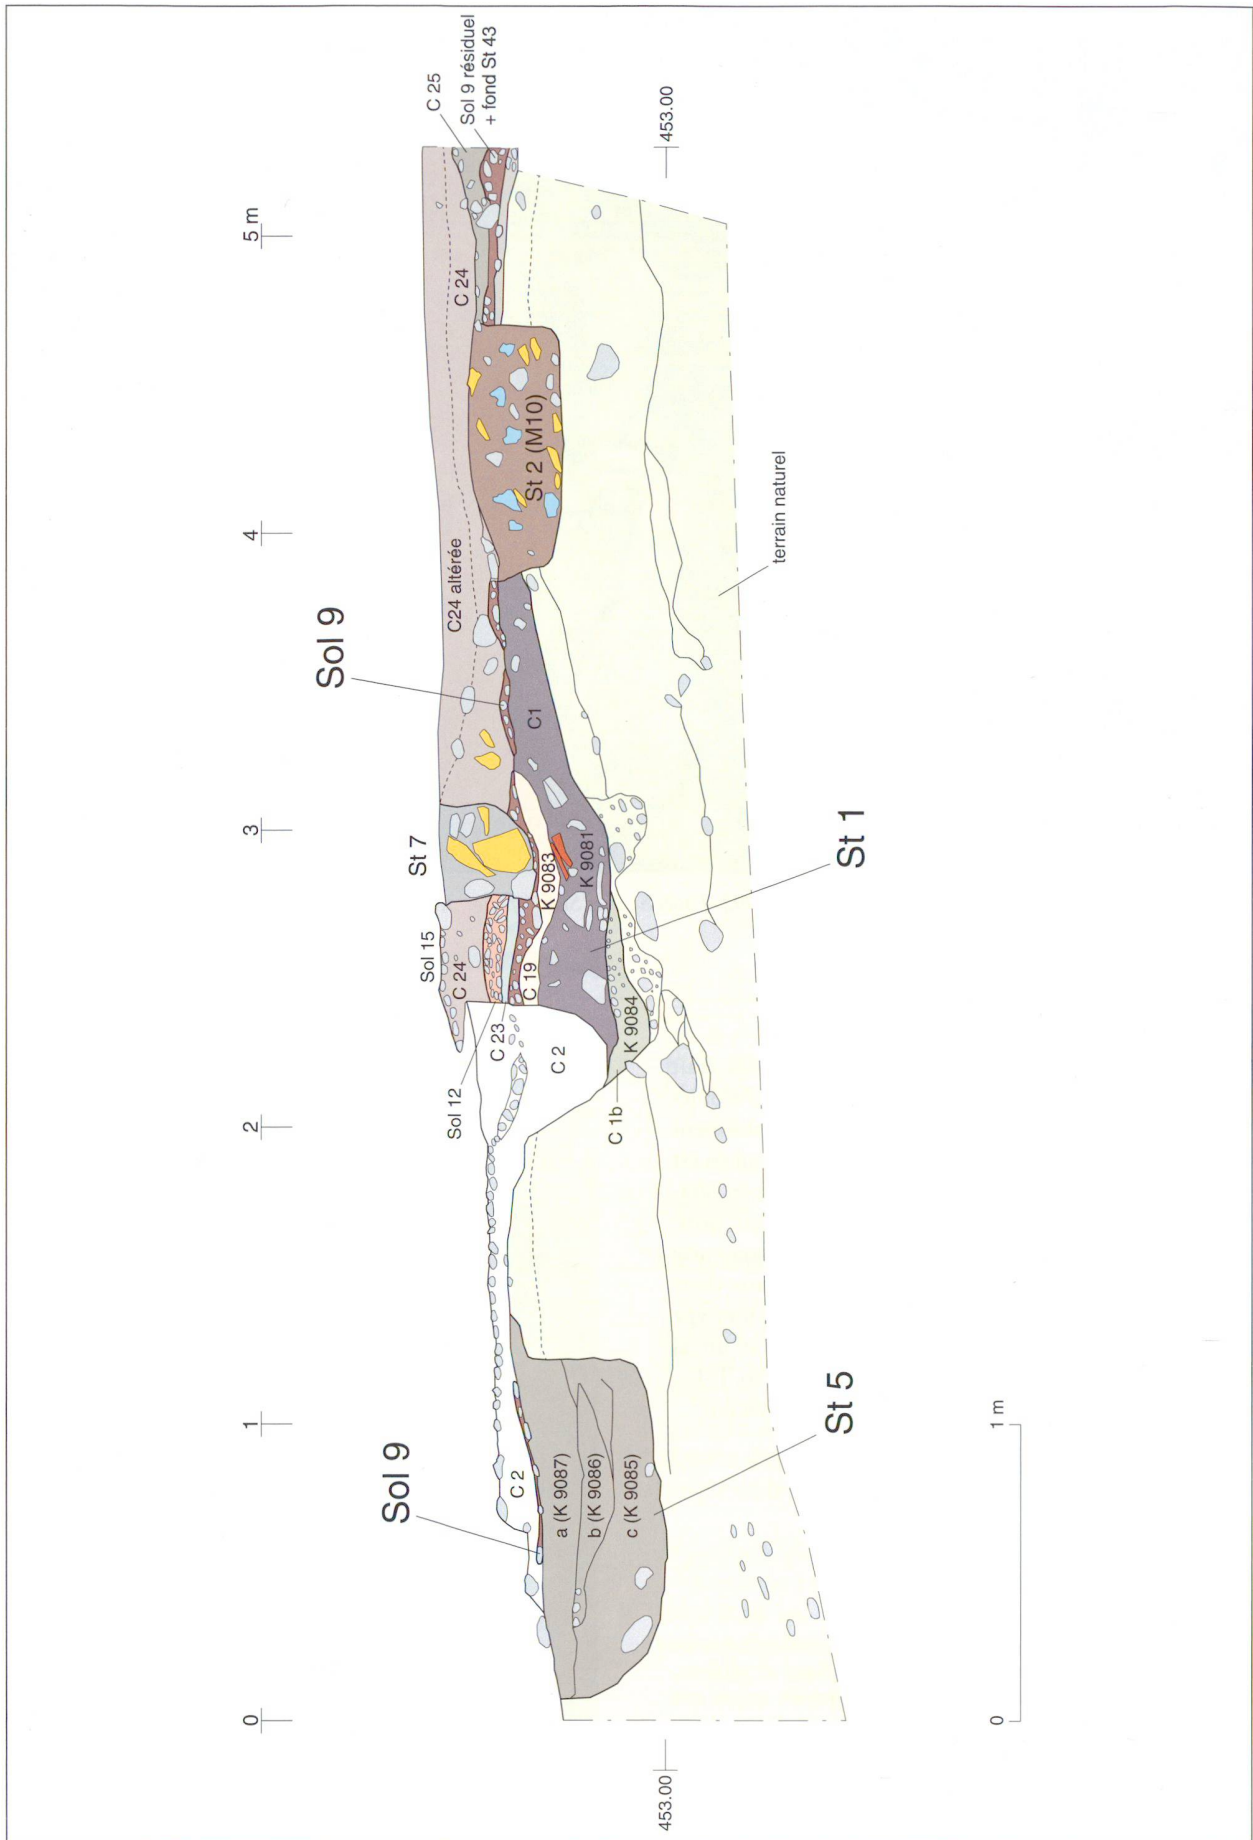 0
1
2
3
4
5 m
Sol 9
Sol 9
Sol 15
St 7
C24 altérée
C 24
C 25
Sol 9 résiduel
+ fond St 43
C 24
Sol 12
C 23
C 19
K 9083
C1
St 2 (M10)
C 2
C 2
K 9081
K 9084
C 1b
a (K 9087)
b (K 9086)
c (K 9085)
453.00
453.00
St 5
St 1
terrain naturel
0
1 m